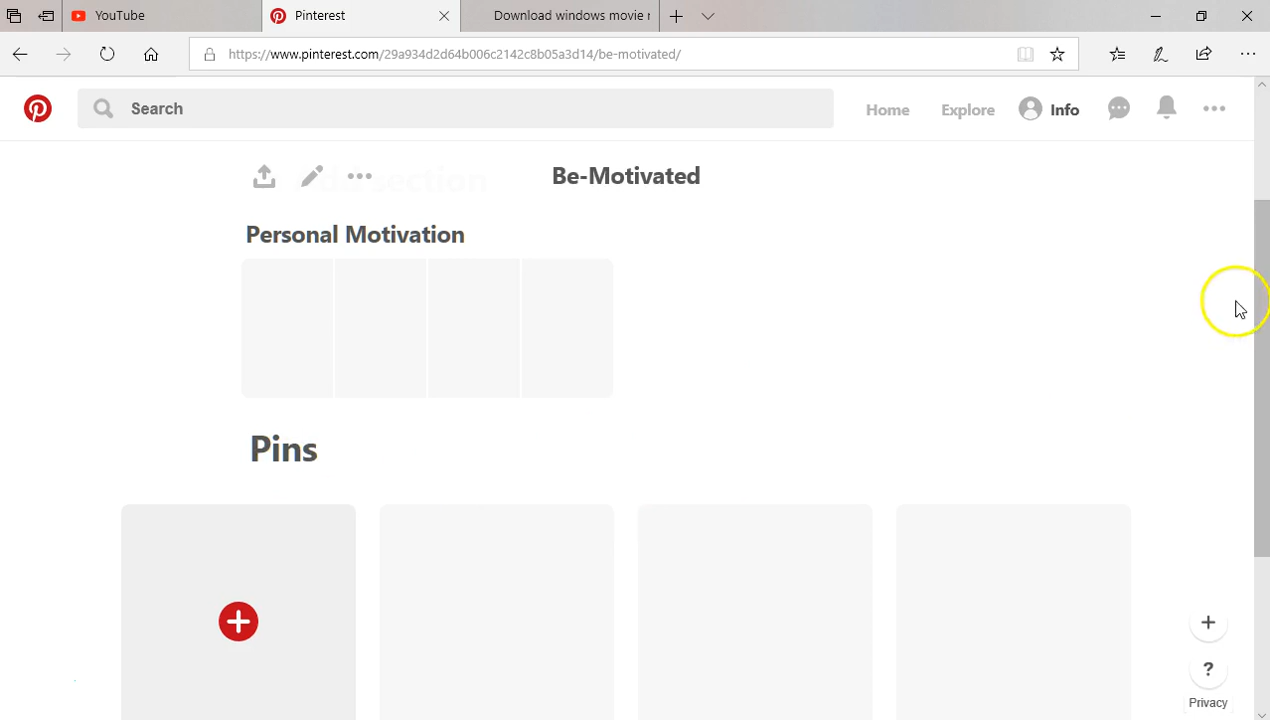 YouTube
Pinterest
Download windows movie r
https://www.pinterest.com/29a934d2d64b006c2142c8b05a3d14/be-motivated/
Search
Home
Explore
Info
section
Be-Motivated
Personal Motivation
Pins
?
Privacy